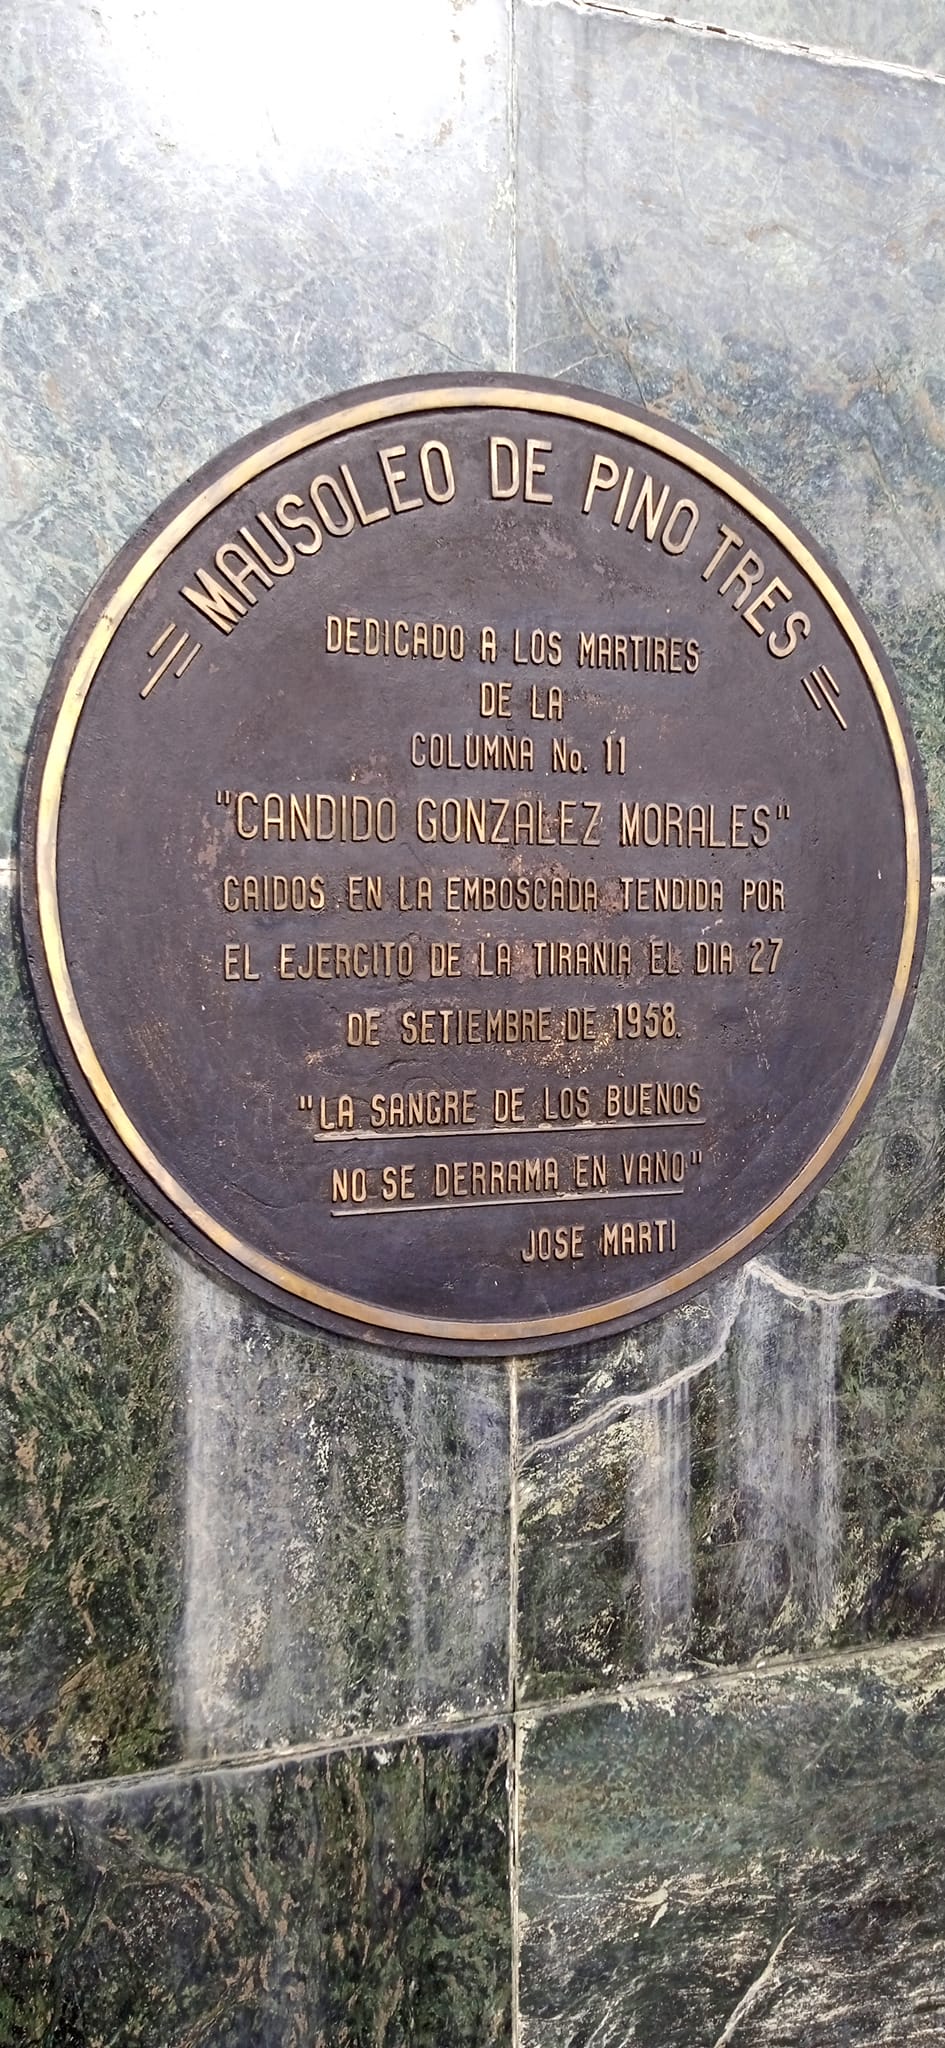 MAUSOLEO DE PINO TRES
DEDICADO A LOS MARTIRES
DE LA
COLUMNA No. 11
"CANDIDO GONZALEZ MORALES"
CAIDOS EN LA EMBOSCADA TENDIDA POR
EL EJERCITO DE LA TIRANIA EL DIA 27
DE SETIEMBRE DE 1958.
"LA SANGRE DE LOS BUENOS
NO SE DERRAMA EN VANO"
JOSE MARTI